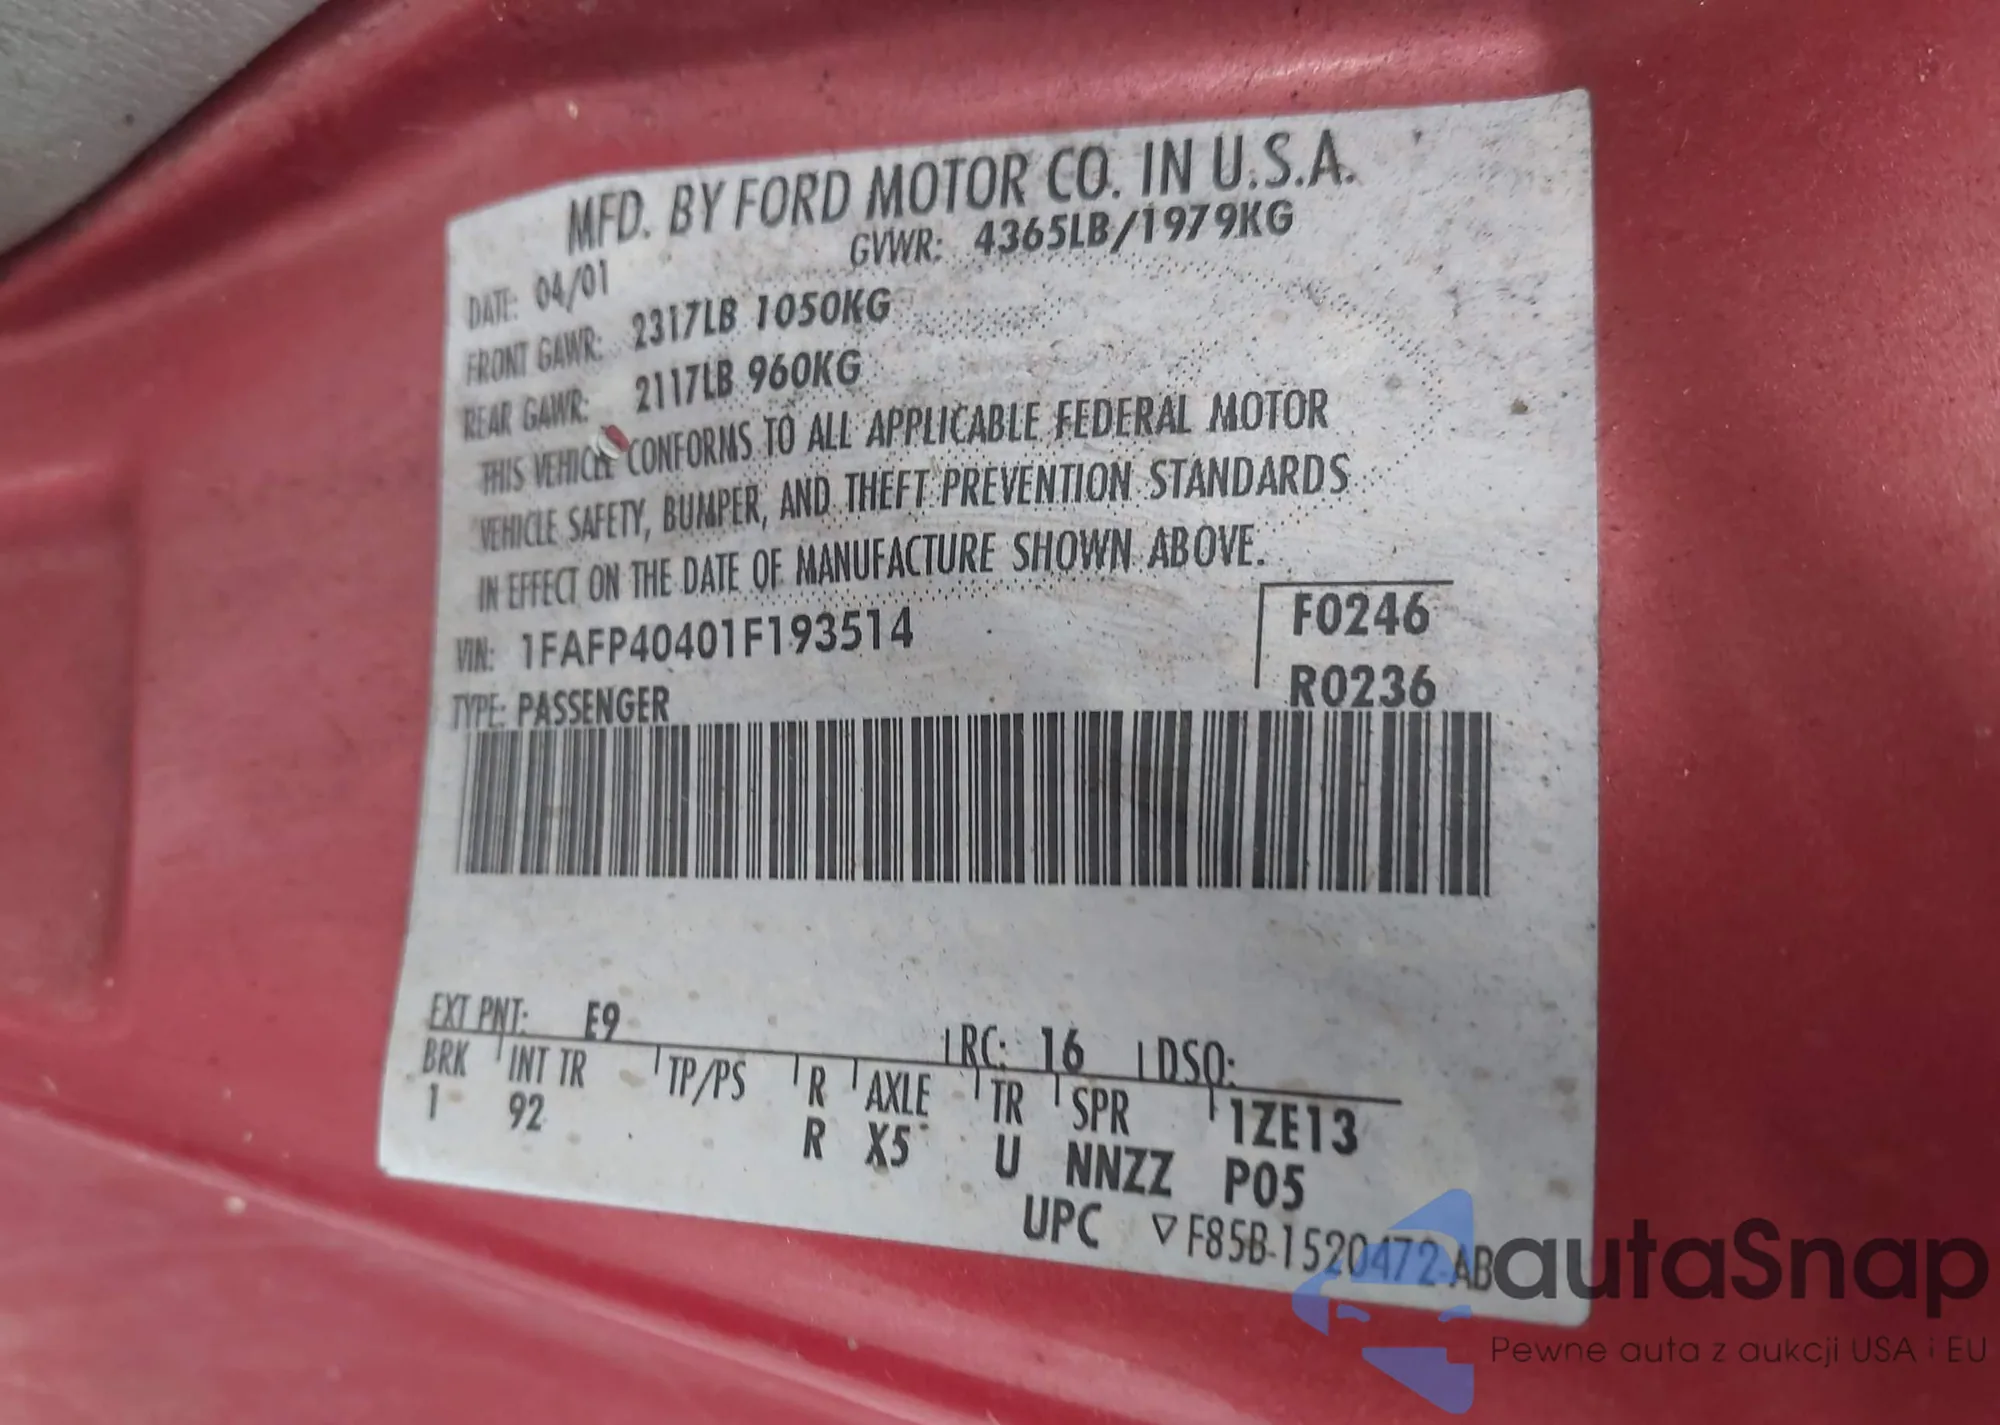 MFD. BY FORD MOTOR CO. IN U.S.A.
DATE: 04/01 GVWR: 4365LB/1979KG
FRONT GAWR: 2317LB 1050KG
REAR GAWR: 2117LB 960KG
THIS VEHICLE CONFORMS TO ALL APPLICABLE FEDERAL MOTOR
VEHICLE SAFETY, BUMPER, AND THEFT PREVENTION STANDARDS
IN EFFECT ON THE DATE OF MANUFACTURE SHOWN ABOVE.
VIN: 1FAFP40401F193514 F0246
TYPE: PASSENGER R0236
EXT PNT: E9 RC: 16 DSO:
BRK INT TR TP/PS R AXLE TR SPR 1ZE13
1 92 R X5 U NNZZ P05
UPC ▽ F85B-1520472-AB
autaSnap
Pewne auta z aukcji USA i EU